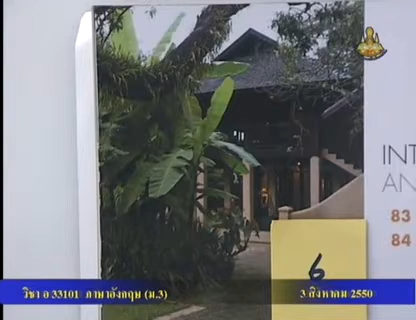 INT
AN
83
84
6
วิชา อ 33101 ภาษาอังกฤษ (ม.3)
3 สิงหาคม 2550